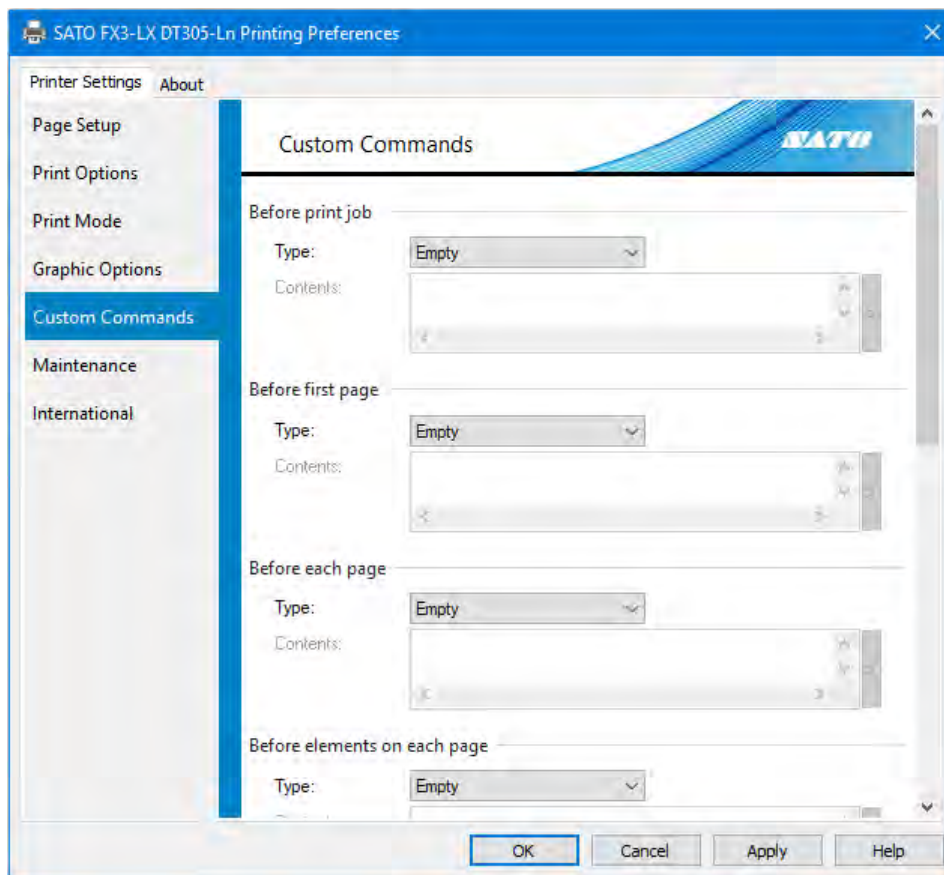 SATO FX3-LX DT305-Ln Printing Preferences
Printer Settings About
Page Setup
Print Options
Print Mode
Graphic Options
Custom Commands
Maintenance
International
Custom Commands
SATO
Before print job
Type: Empty
Contents:
Before first page
Type: Empty
Contents:
Before each page
Type: Empty
Contents:
Before elements on each page
Type: Empty
OK Cancel Apply Help